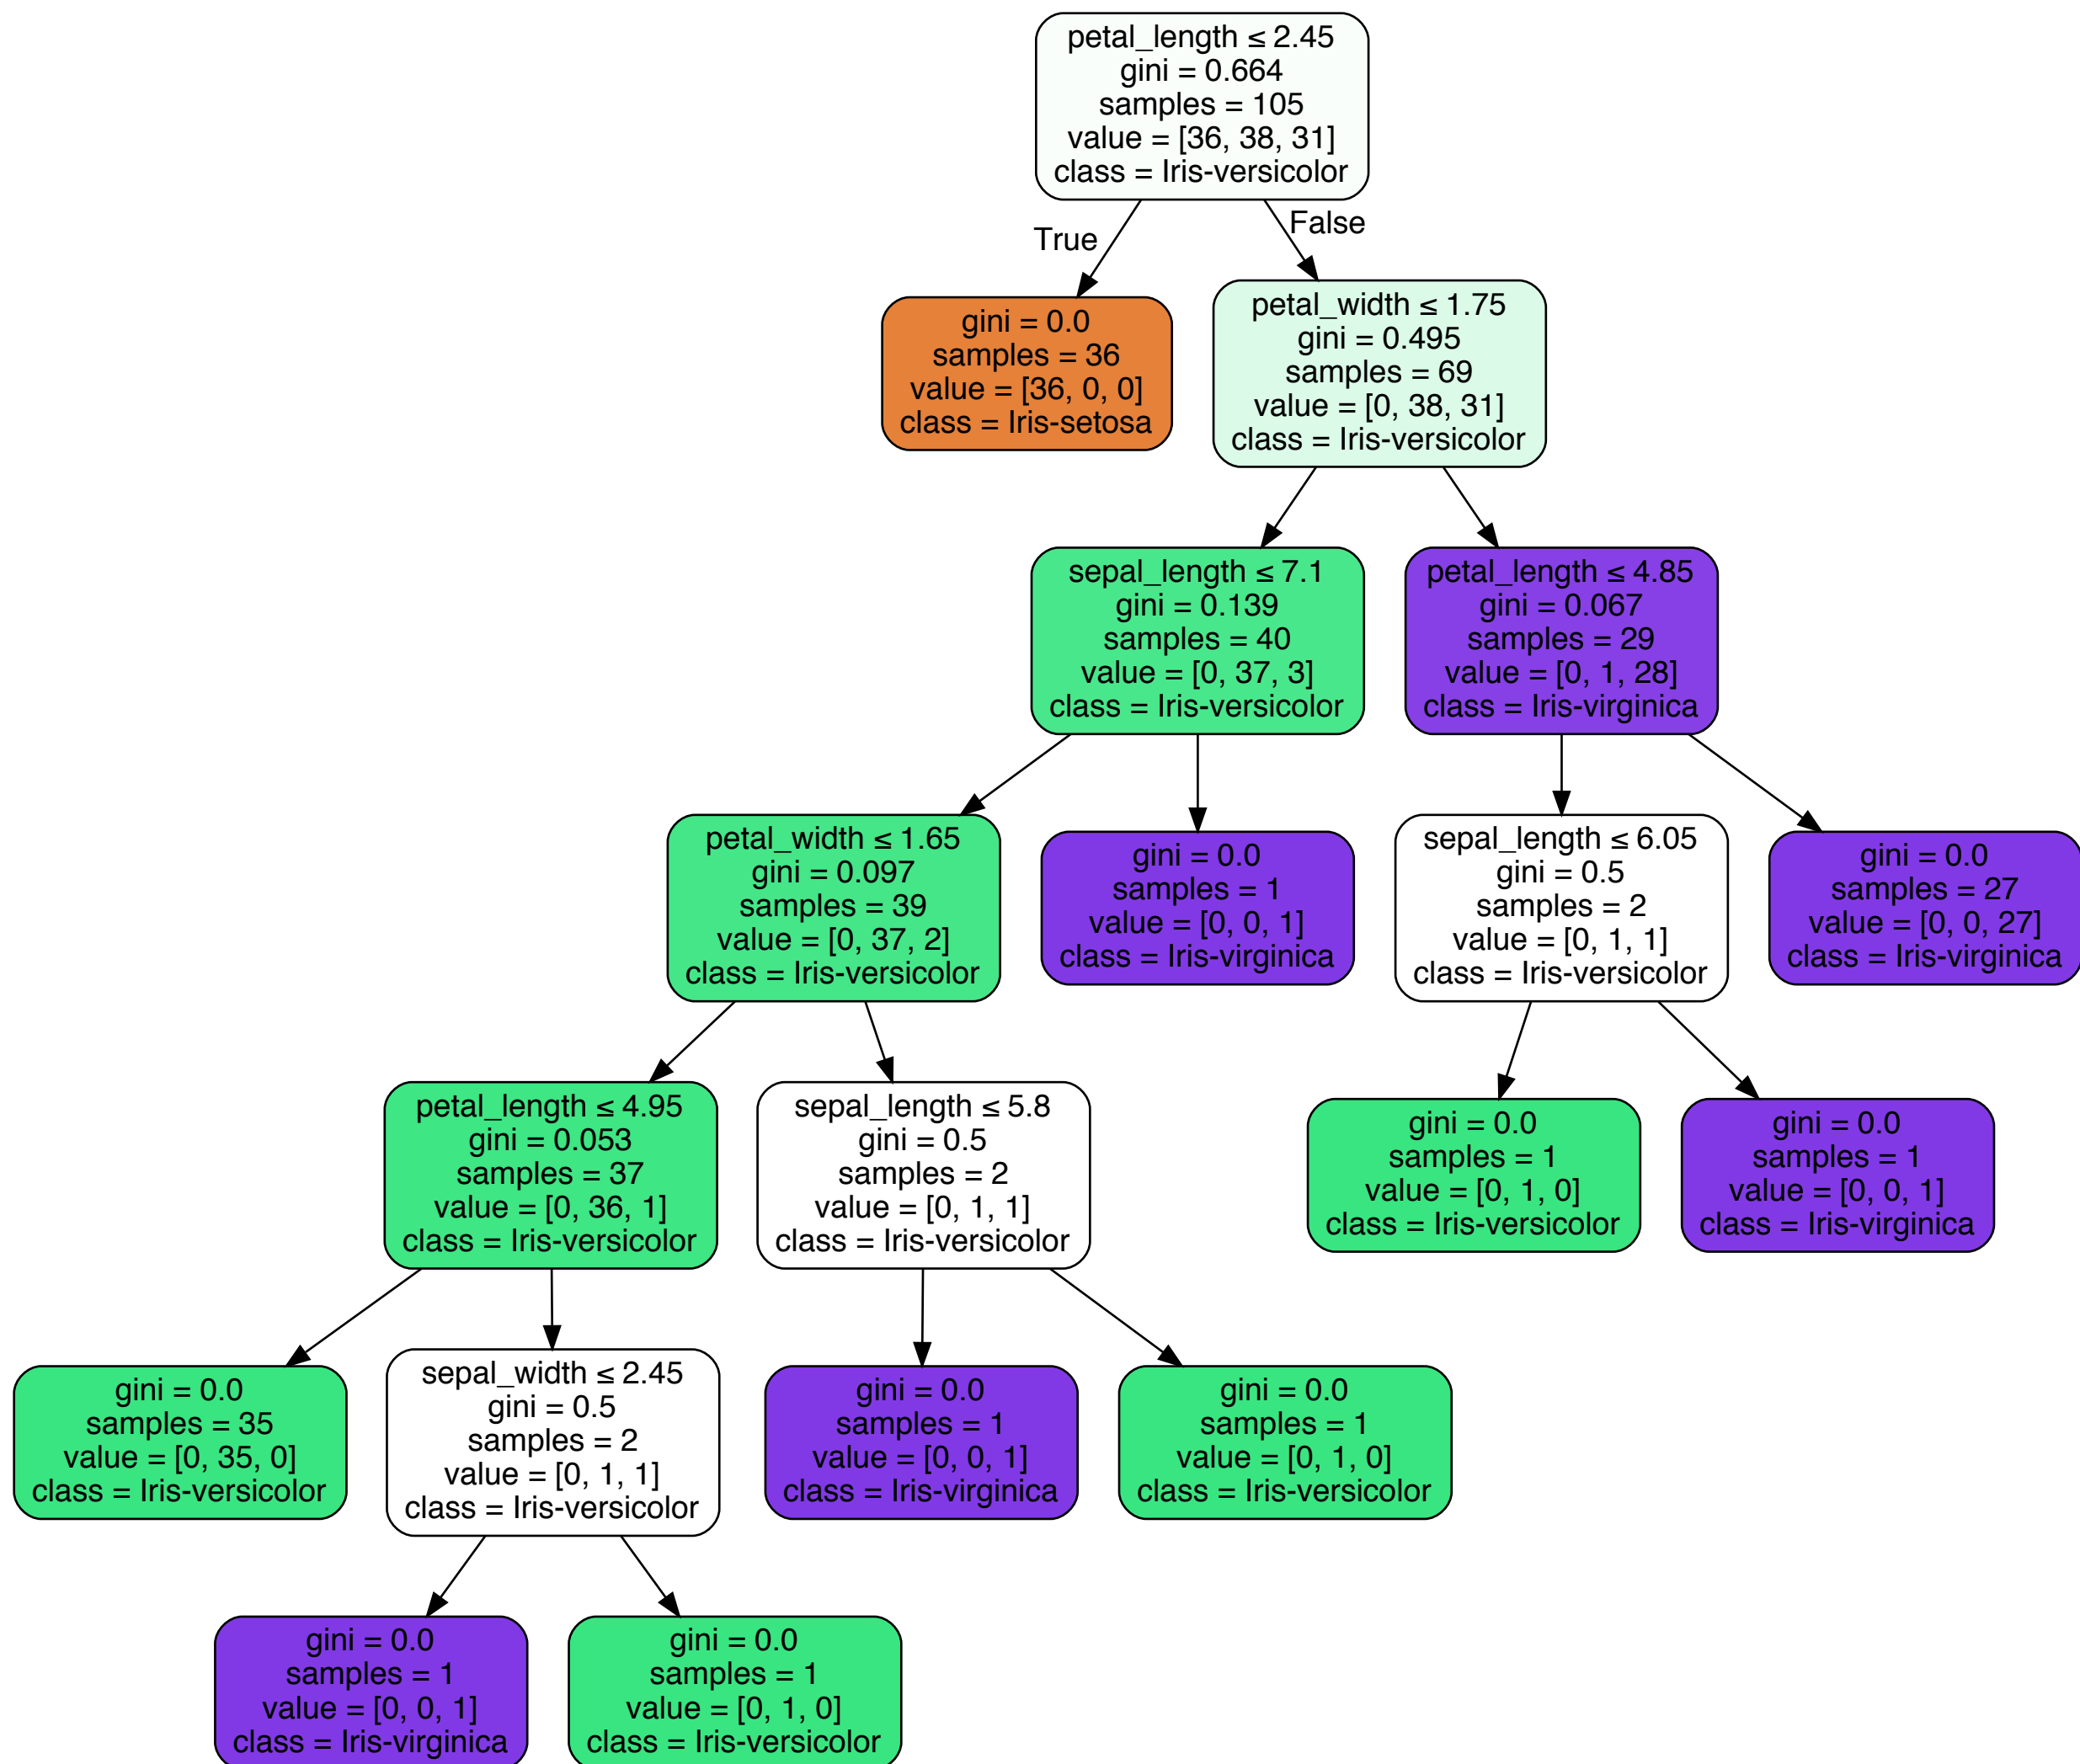 petal_length ≤ 2.45
gini = 0.664
samples = 105
value = [36, 38, 31]
class = Iris-versicolor
True
False
gini = 0.0
samples = 36
value = [36, 0, 0]
class = Iris-setosa
petal_width ≤ 1.75
gini = 0.495
samples = 69
value = [0, 38, 31]
class = Iris-versicolor
sepal_length ≤ 7.1
gini = 0.139
samples = 40
value = [0, 37, 3]
class = Iris-versicolor
petal_length ≤ 4.85
gini = 0.067
samples = 29
value = [0, 1, 28]
class = Iris-virginica
petal_width ≤ 1.65
gini = 0.097
samples = 39
value = [0, 37, 2]
class = Iris-versicolor
gini = 0.0
samples = 1
value = [0, 0, 1]
class = Iris-virginica
sepal_length ≤ 6.05
gini = 0.5
samples = 2
value = [0, 1, 1]
class = Iris-versicolor
gini = 0.0
samples = 27
value = [0, 0, 27]
class = Iris-virginica
petal_length ≤ 4.95
gini = 0.053
samples = 37
value = [0, 36, 1]
class = Iris-versicolor
sepal_length ≤ 5.8
gini = 0.5
samples = 2
value = [0, 1, 1]
class = Iris-versicolor
gini = 0.0
samples = 1
value = [0, 1, 0]
class = Iris-versicolor
gini = 0.0
samples = 1
value = [0, 0, 1]
class = Iris-virginica
gini = 0.0
samples = 35
value = [0, 35, 0]
class = Iris-versicolor
sepal_width ≤ 2.45
gini = 0.5
samples = 2
value = [0, 1, 1]
class = Iris-versicolor
gini = 0.0
samples = 1
value = [0, 0, 1]
class = Iris-virginica
gini = 0.0
samples = 1
value = [0, 1, 0]
class = Iris-versicolor
gini = 0.0
samples = 1
value = [0, 0, 1]
class = Iris-virginica
gini = 0.0
samples = 1
value = [0, 1, 0]
class = Iris-versicolor